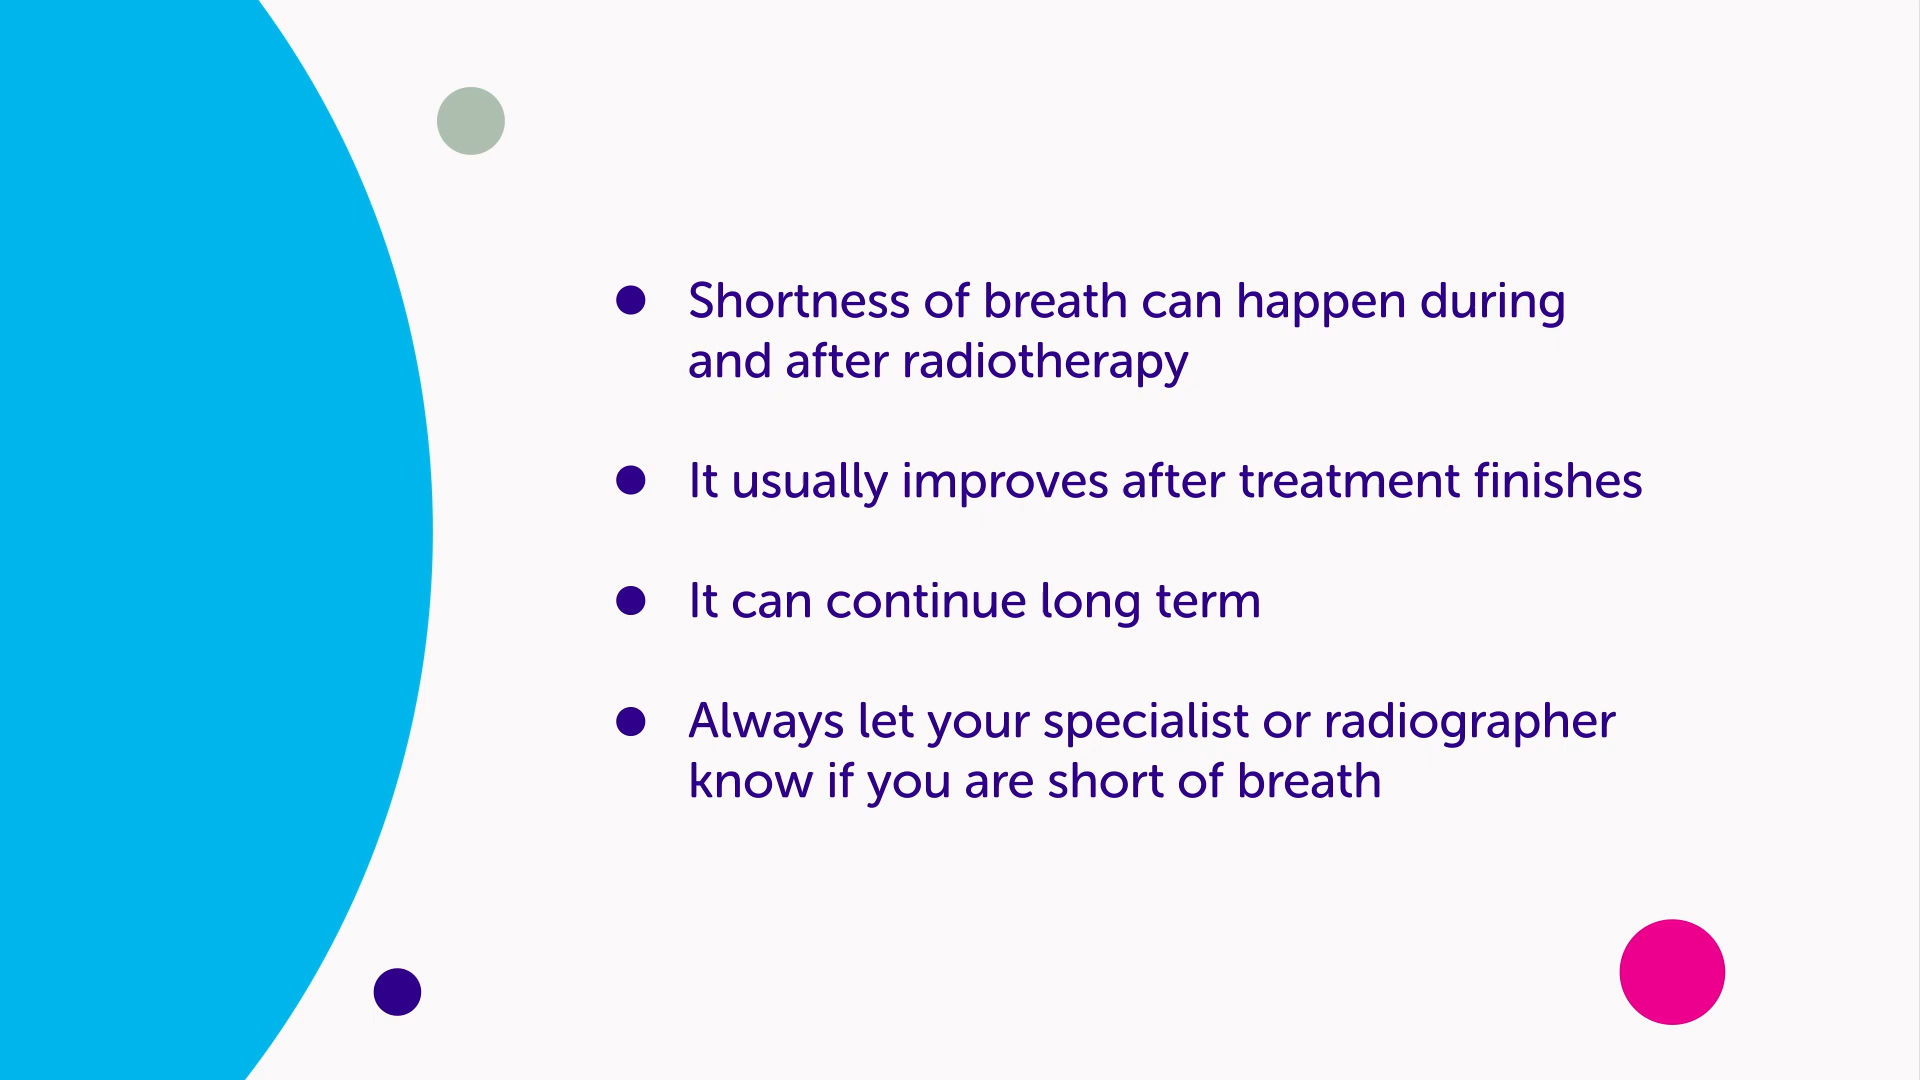 Shortness of breath can happen during
and after radiotherapy
It usually improves after treatment finishes
It can continue long term
Always let your specialist or radiographer
know if you are short of breath